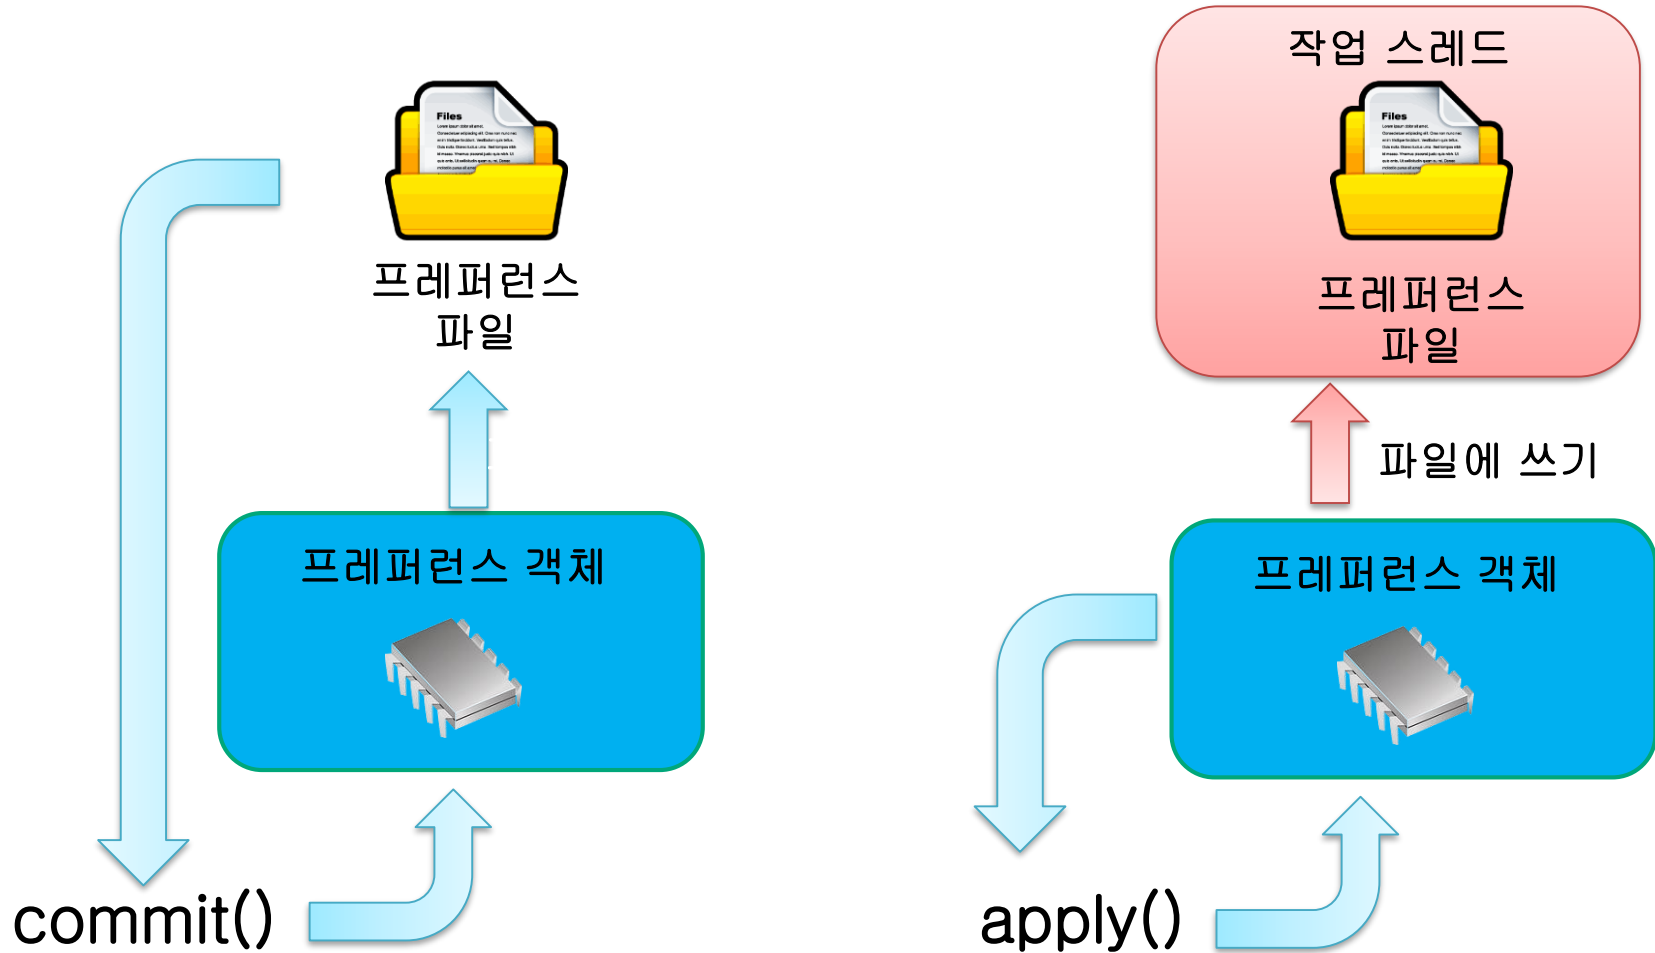 Files
프레퍼런스
파일
프레퍼런스 객체
commit()
작업 스레드
Files
프레퍼런스
파일
파일에 쓰기
프레퍼런스 객체
apply()